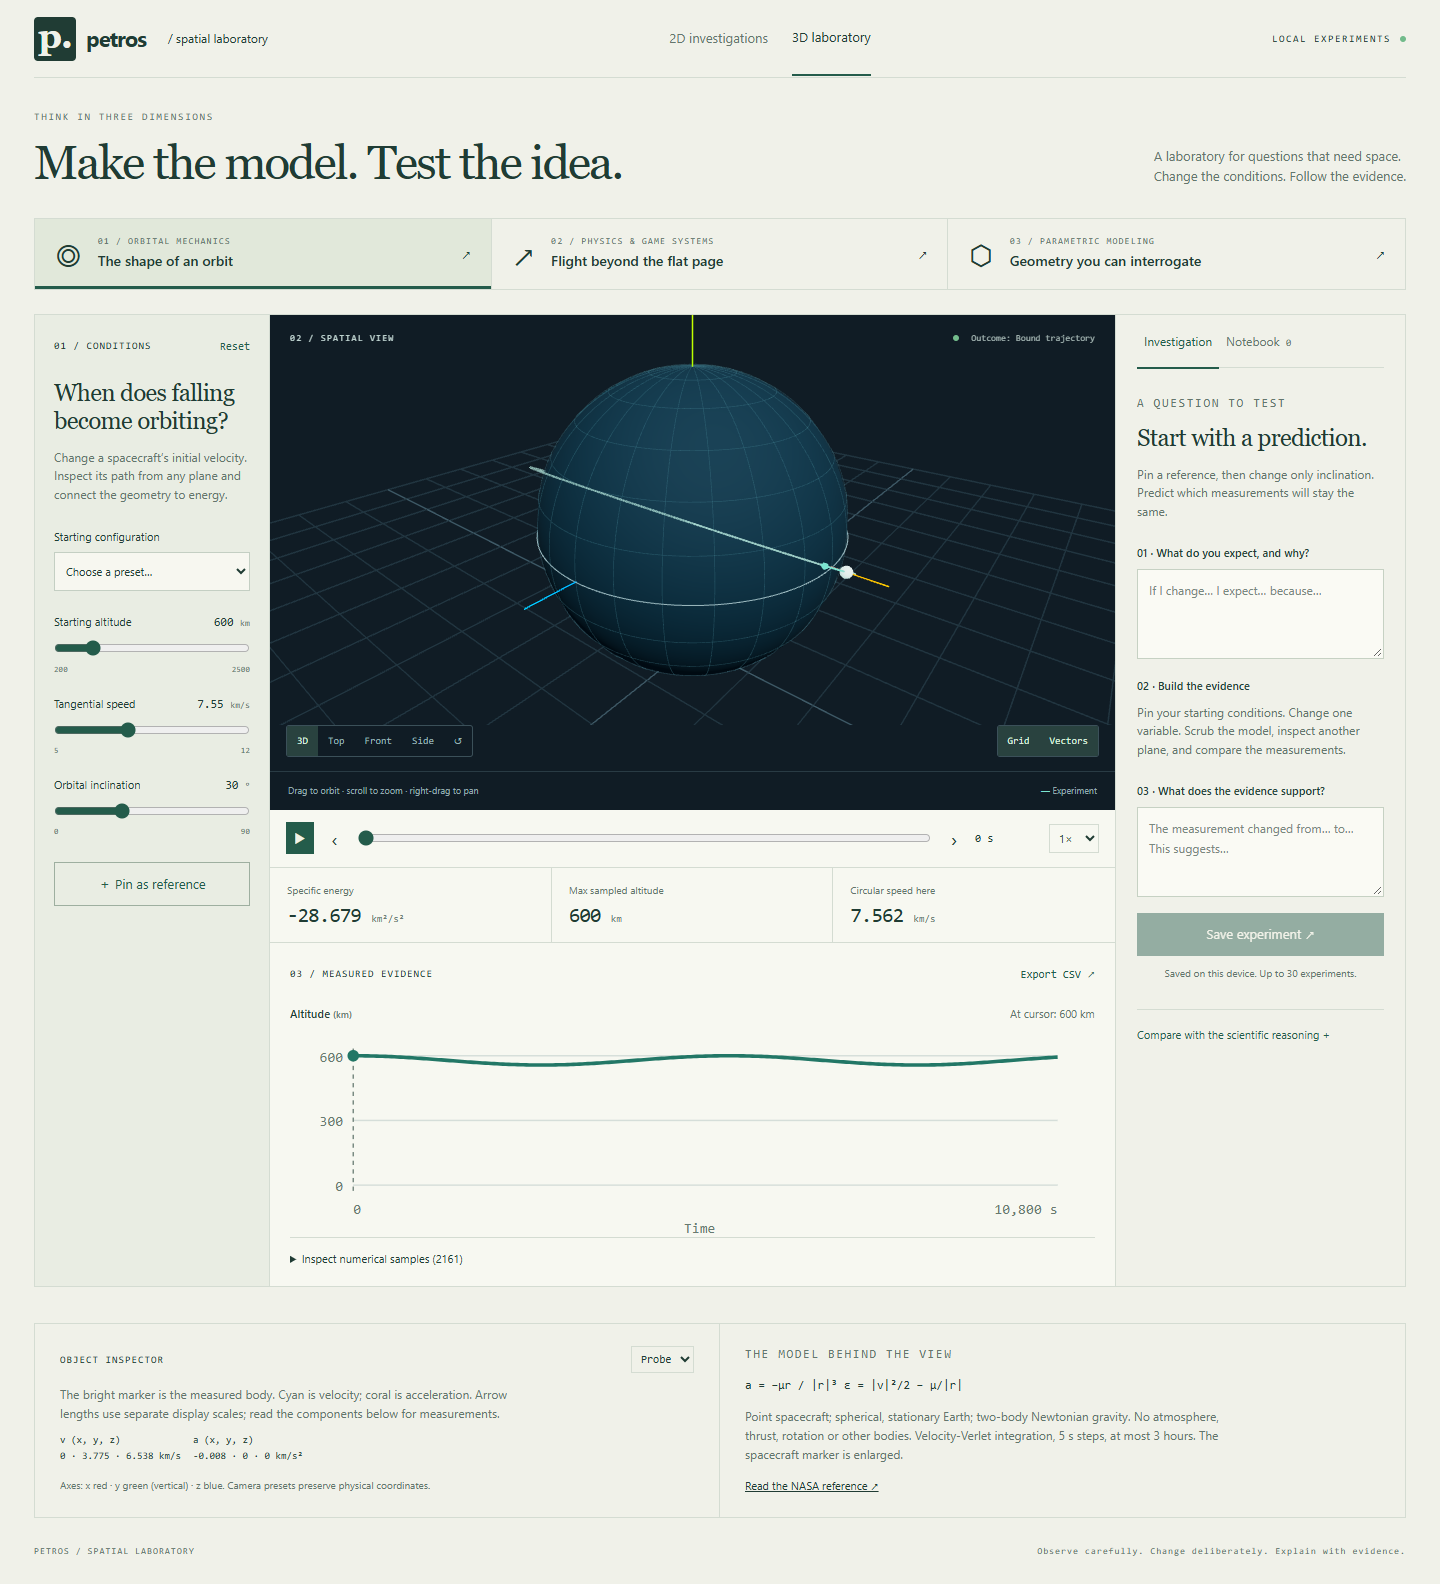 p. petros / spatial laboratory
2D investigations 3D laboratory
LOCAL EXPERIMENTS
THINK IN THREE DIMENSIONS
Make the model. Test the idea.
A laboratory for questions that need space.
Change the conditions. Follow the evidence.
01 / ORBITAL MECHANICS
The shape of an orbit ↗
02 / PHYSICS & GAME SYSTEMS
Flight beyond the flat page ↗
03 / PARAMETRIC MODELING
Geometry you can interrogate ↗
01 / CONDITIONS Reset
When does falling
become orbiting?
Change a spacecraft's initial velocity.
Inspect its path from any plane and
connect the geometry to energy.
Starting configuration
Choose a preset...
Starting altitude 600 km
200 2500
Tangential speed 7.55 km/s
5 12
Orbital inclination 30 °
0 90
+ Pin as reference
02 / SPATIAL VIEW
Outcome: Bound trajectory
3D Top Front Side ↺
Grid Vectors
Drag to orbit · scroll to zoom · right-drag to pan
— Experiment
‹ › 0 s 1×
Specific energy
-28.679 km²/s²
Max sampled altitude
600 km
Circular speed here
7.562 km/s
03 / MEASURED EVIDENCE
Export CSV ↗
Altitude (km)
At cursor: 600 km
600
300
0
0 10,800 s
Time
▶ Inspect numerical samples (2161)
Investigation Notebook 0
A QUESTION TO TEST
Start with a prediction.
Pin a reference, then change only inclination.
Predict which measurements will stay the
same.
01 · What do you expect, and why?
If I change... I expect... because...
02 · Build the evidence
Pin your starting conditions. Change one
variable. Scrub the model, inspect another
plane, and compare the measurements.
03 · What does the evidence support?
The measurement changed from... to...
This suggests...
Save experiment ↗
Saved on this device. Up to 30 experiments.
Compare with the scientific reasoning +
OBJECT INSPECTOR
Probe
The bright marker is the measured body. Cyan is velocity; coral is acceleration. Arrow
lengths use separate display scales; read the components below for measurements.
v (x, y, z) a (x, y, z)
0 · 3.775 · 6.538 km/s -0.008 · 0 · 0 km/s²
Axes: x red · y green (vertical) · z blue. Camera presets preserve physical coordinates.
THE MODEL BEHIND THE VIEW
a = −μr / |r|³ ε = |v|²/2 − μ/|r|
Point spacecraft; spherical, stationary Earth; two-body Newtonian gravity. No atmosphere,
thrust, rotation or other bodies. Velocity-Verlet integration, 5 s steps, at most 3 hours. The
spacecraft marker is enlarged.
Read the NASA reference ↗
PETROS / SPATIAL LABORATORY
Observe carefully. Change deliberately. Explain with evidence.